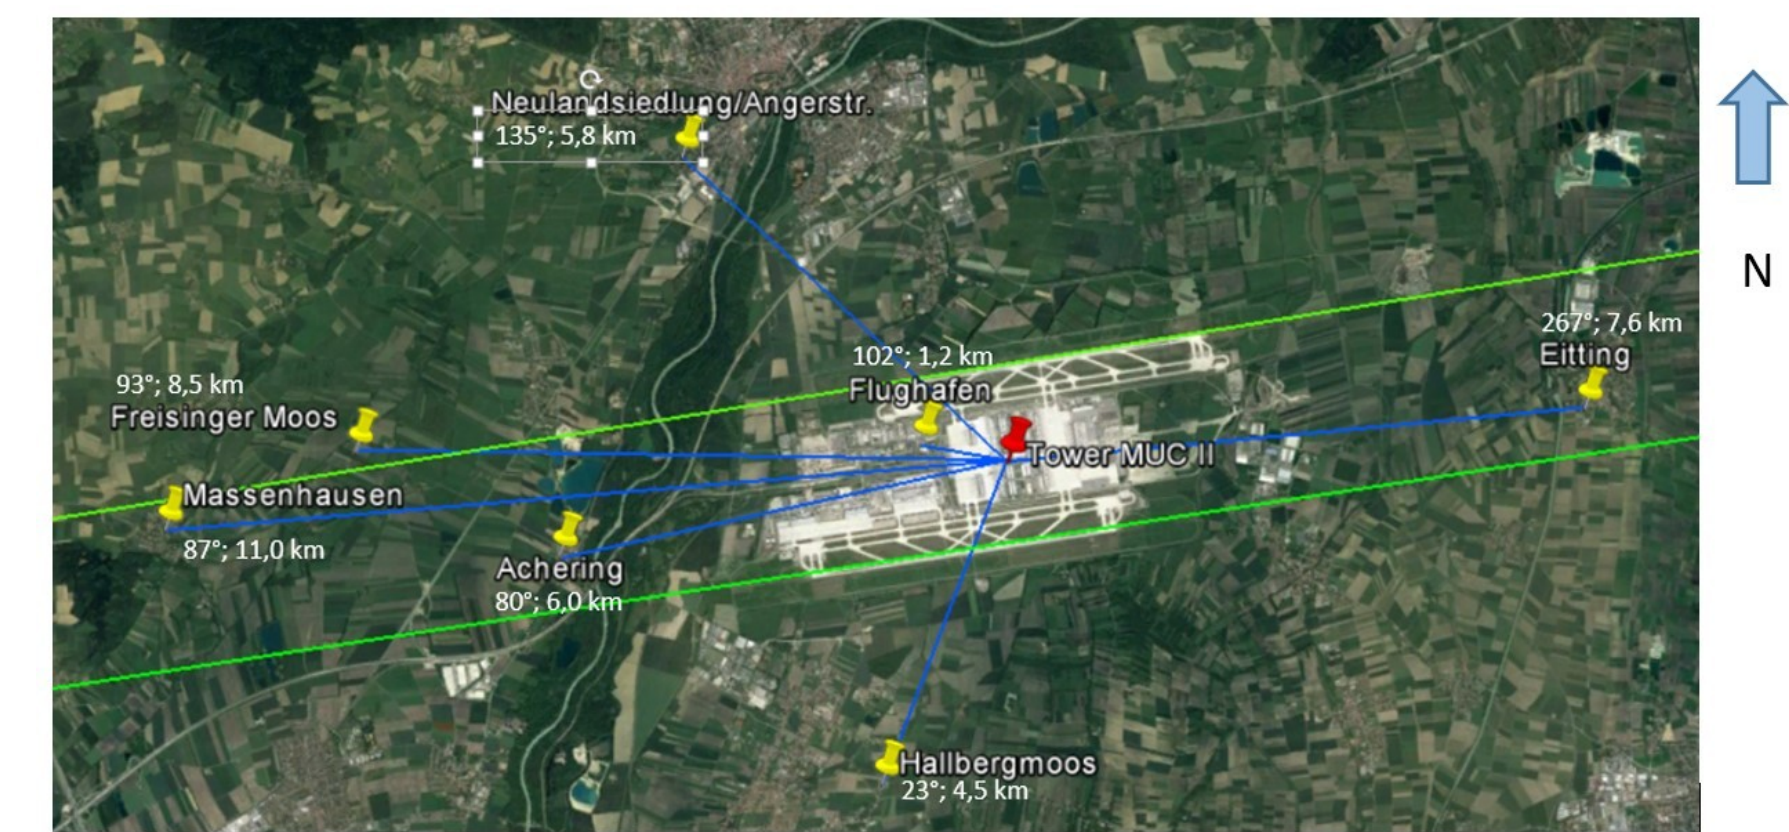 Neulandsiedlung/Angerstr.
135°; 5,8 km
N
267°; 7,6 km
Eitting
102°; 1,2 km
Flughafen
93°; 8,5 km
Freisinger Moos
Tower MUC II
Massenhausen
87°; 11,0 km
Achering
80°; 6,0 km
Hallbergmoos
23°; 4,5 km